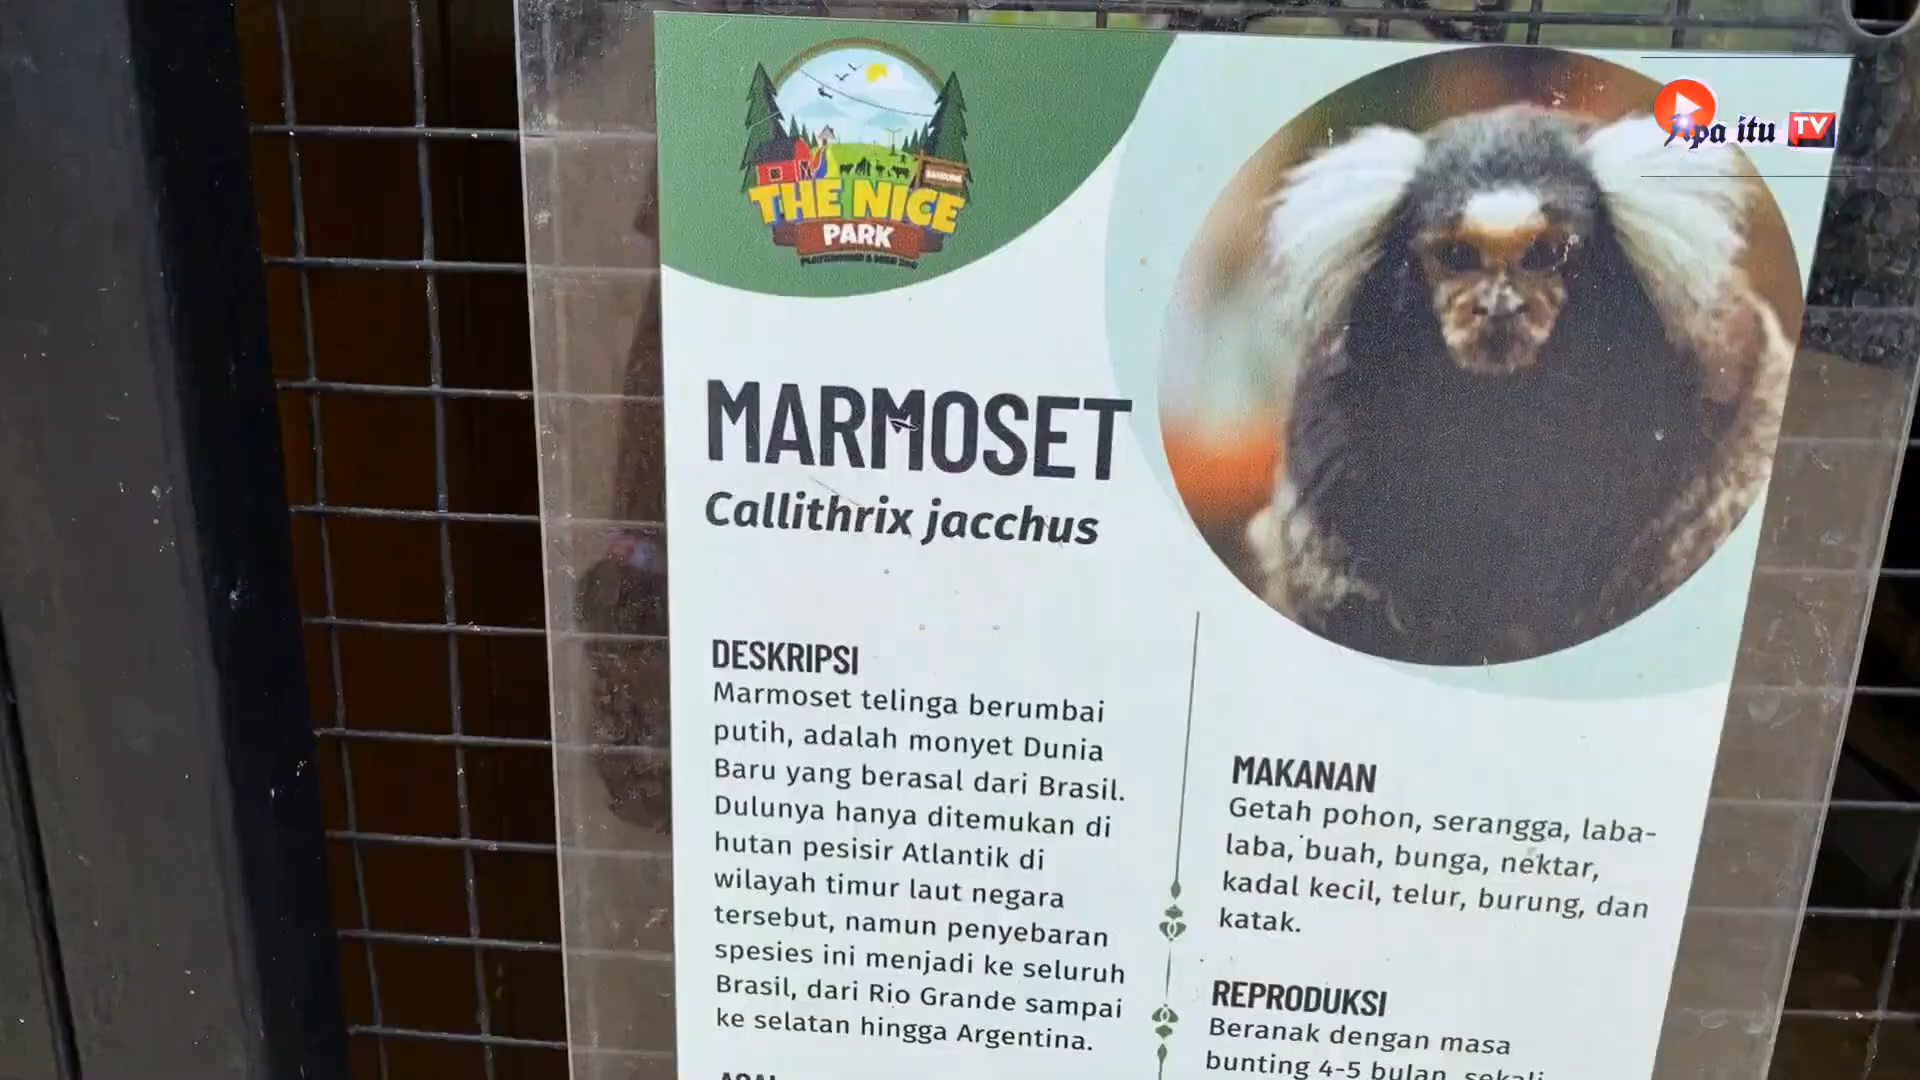 THE NICE
PARK
Apa itu TV
MARMOSET
Callithrix jacchus
DESKRIPSI
Marmoset telinga berumbai
putih, adalah monyet Dunia
Baru yang berasal dari Brasil.
Dulunya hanya ditemukan di
hutan pesisir Atlantik di
wilayah timur laut negara
tersebut, namun penyebaran
spesies ini menjadi ke seluruh
Brasil, dari Rio Grande sampai
ke selatan hingga Argentina.
MAKANAN
Getah pohon, serangga, laba-
laba, buah, bunga, nektar,
kadal kecil, telur, burung, dan
katak.
REPRODUKSI
Beranak dengan masa
bunting 4-5 bulan, sekali